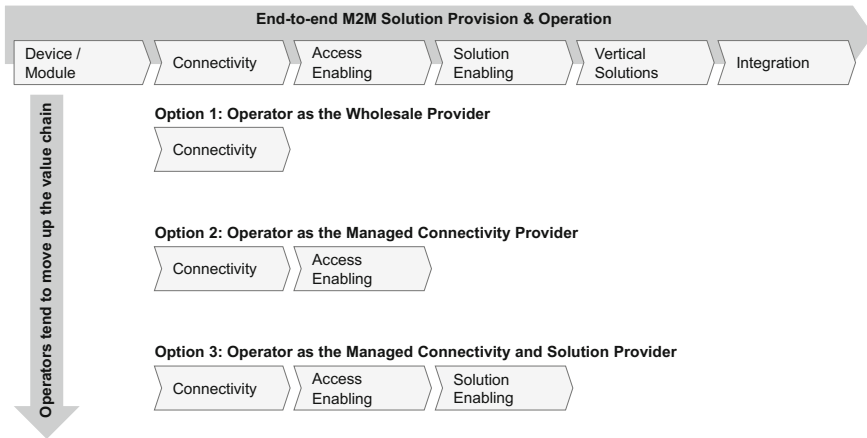 End-to-end M2M Solution Provision & Operation
Device /
Module
Connectivity
Access
Enabling
Solution
Enabling
Vertical
Solutions
Integration
Operators tend to move up the value chain
Option 1: Operator as the Wholesale Provider
Connectivity
Option 2: Operator as the Managed Connectivity Provider
Connectivity
Access
Enabling
Option 3: Operator as the Managed Connectivity and Solution Provider
Connectivity
Access
Enabling
Solution
Enabling